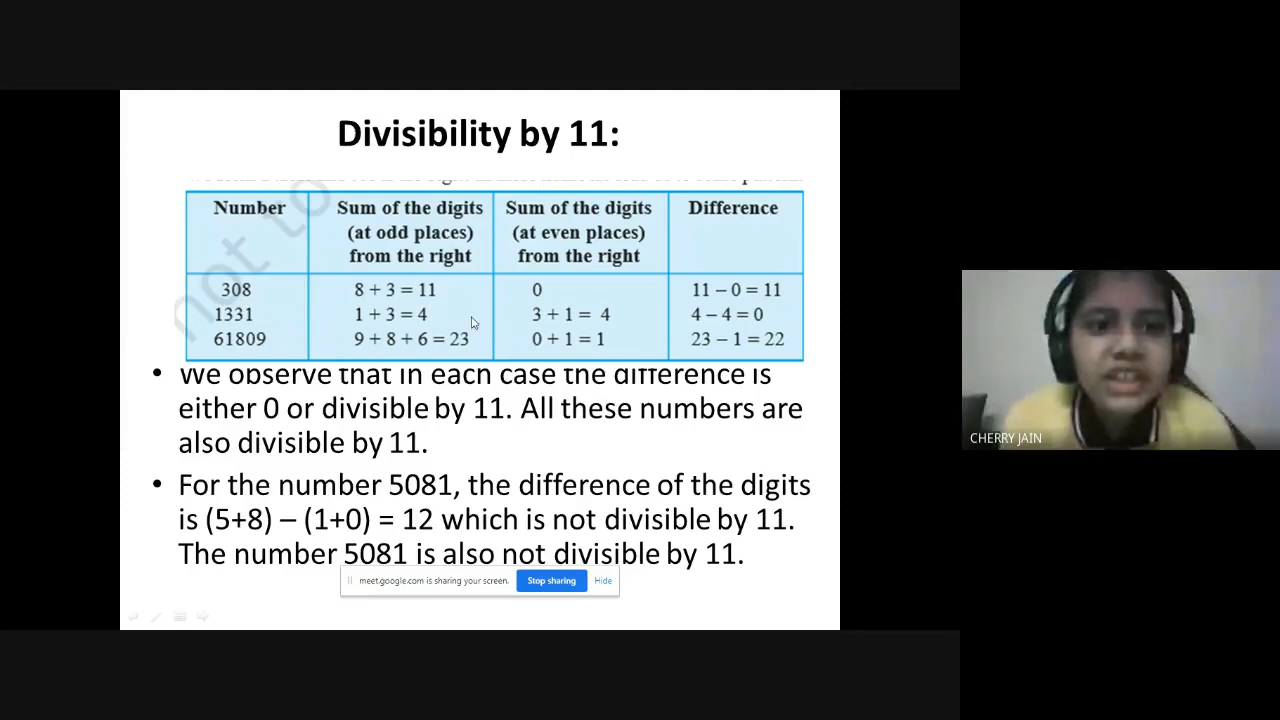 Divisibility by 11:
Number Sum of the digits (at odd places) from the right Sum of the digits (at even places) from the right Difference
308 8 + 3 = 11 0 11 – 0 = 11
1331 1 + 3 = 4 3 + 1 = 4 4 – 4 = 0
61809 9 + 8 + 6 = 23 0 + 1 = 1 23 – 1 = 22
not to
• We observe that in each case the difference is
either 0 or divisible by 11. All these numbers are
also divisible by 11.
• For the number 5081, the difference of the digits
is (5+8) – (1+0) = 12 which is not divisible by 11.
The number 5081 is also not divisible by 11.
meet.google.com is sharing your screen. Stop sharing Hide
CHERRY JAIN